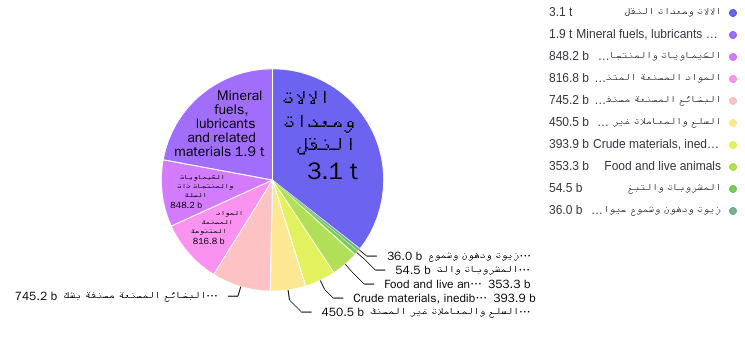 Mineral
fuels,
lubricants
and related
materials 1.9 t
الالات
ومعدات
النقل
3.1 t
الكيماويات
والمنتجات ذات
الصلة
848.2 b
المواد
المصنعة
المتنوعة
816.8 b
زيوت ودهون وشموع… 36.0 b
المشروبات والت… 54.5 b
Food and live an… 353.3 b
Crude materials, inedib… 393.9 b
السلع والمعاملات غير المصنف… 450.5 b
البضائع المصنعة مصنفة بشك… 745.2 b
الالات ومعدات النقل 3.1 t
1.9 t Mineral fuels, lubricants …
الكيماويات والمنتجا… 848.2 b
المواد المصنعة المتن… 816.8 b
البضائع المصنعة مصنف… 745.2 b
السلع والمعاملات غير … 450.5 b
393.9 b Crude materials, ined…
353.3 b Food and live animals
المشروبات والتبغ 54.5 b
زيوت ودهون وشموع حيوا… 36.0 b